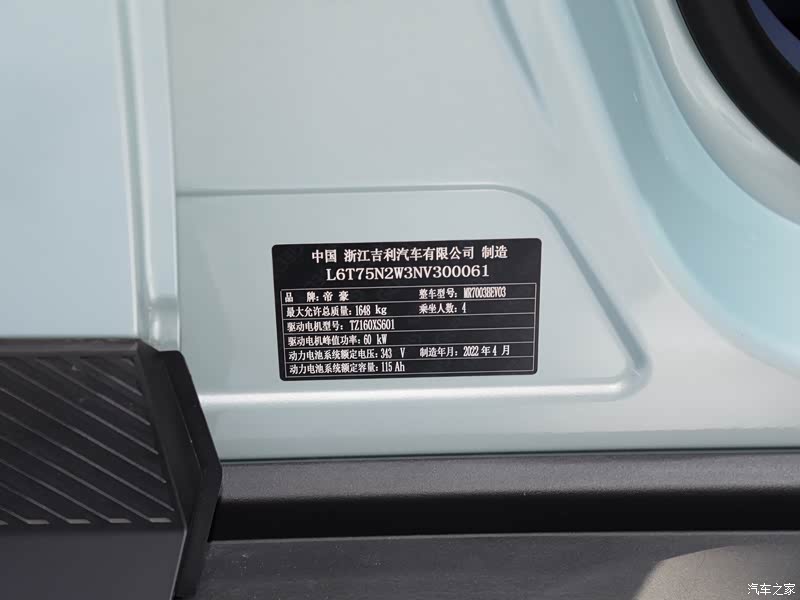 中国 浙江吉利汽车有限公司 制造
L6T75N2W3NV300061
品 牌：帝豪 整车型号：MR7003BEV03
最大允许总质量：1648 kg 乘坐人数：4
驱动电机型号：TZ160XS601
驱动电机峰值功率：60 kW
动力电池系统额定电压：343 V 制造年月：2022 年 4 月
动力电池系统额定容量：115 Ah
汽车之家